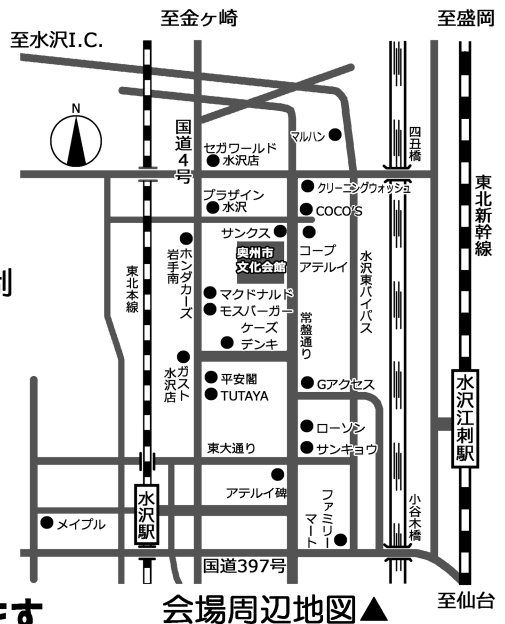 至金ヶ崎
至盛岡
至水沢I.C.
N
国道4号
セガワールド
水沢店
マルハン
四丑橋
東北新幹線
クリーニングウォッシュ
プラザイン
水沢
COCO'S
サンクス
コープ
アテルイ
奥州市
文化会館
ホンダカーズ
岩手南
東北本線
水沢東バイパス
マクドナルド
モスバーガー
ケーズ
デンキ
常盤通り
ガスト
水沢店
平安閣
TUTAYA
Gアクセス
水沢江刺駅
ローソン
サンキョウ
東大通り
アテルイ碑
水沢駅
メイプル
ファミリー
マート
小谷木橋
国道397号
至仙台
会場周辺地図▲
ます